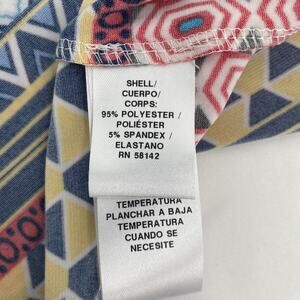 SHELL/
CUERPO/
CORPS:
95% POLYESTER /
POLIÉSTER
5% SPANDEX /
ELASTANO
RN 58142
TEMPERATURA
PLANCHAR A BAJA
TEMPERATURA
CUANDO SE
NECESITE